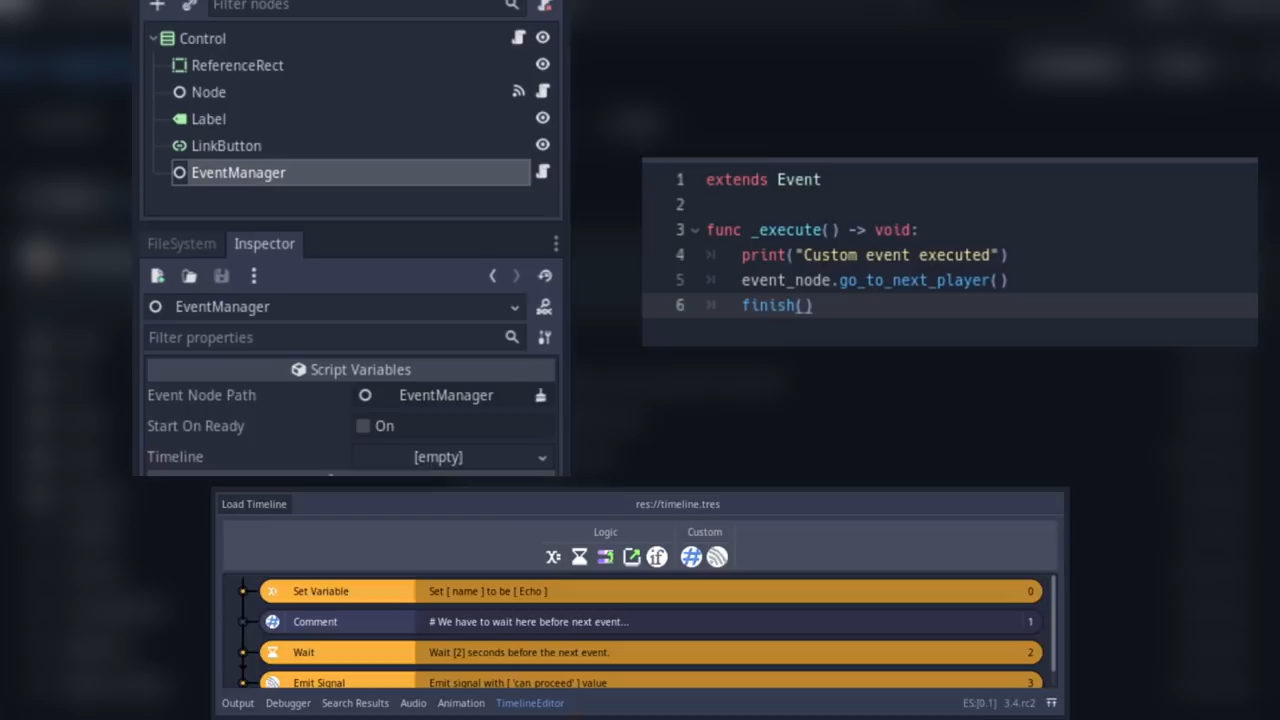 Filter nodes
Control
ReferenceRect
Node
Label
LinkButton
EventManager
FileSystem Inspector
EventManager
Filter properties
Script Variables
Event Node Path EventManager
Start On Ready On
Timeline [empty]
1 extends Event
2
3 func _execute() -> void:
4 print("Custom event executed")
5 event_node.go_to_next_player()
6 finish()
Load Timeline res://timeline.tres
Logic Custom
Set Variable Set [ name ] to be [ Echo ] 0
Comment # We have to wait here before next event... 1
Wait Wait [2] seconds before the next event. 2
Emit Signal Emit signal with [ 'can_proceed' ] value 3
Output Debugger Search Results Audio Animation TimelineEditor ES:[0.1] 3.4.rc2